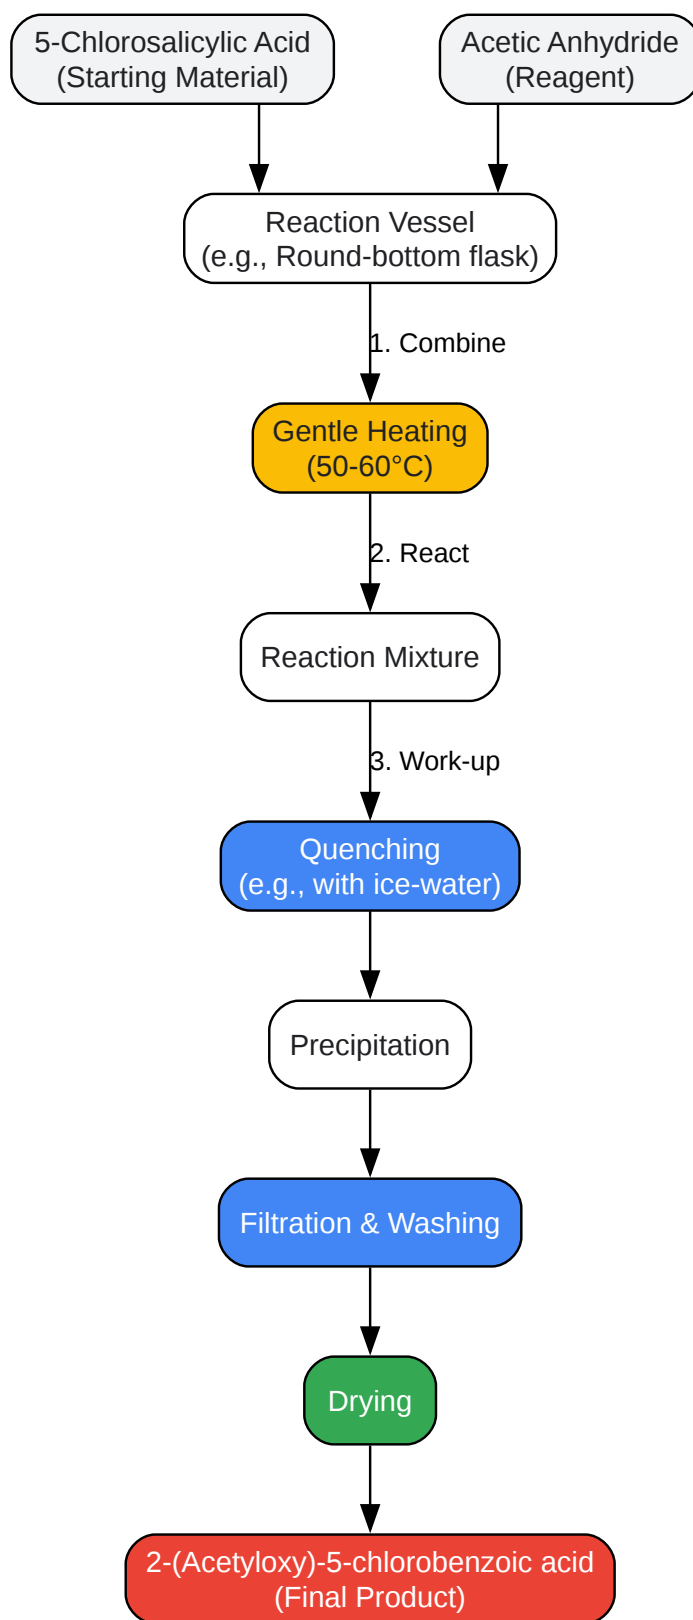 5-Chlorosalicylic Acid
(Starting Material)
Acetic Anhydride
(Reagent)
Reaction Vessel
(e.g., Round-bottom flask)
1. Combine
Gentle Heating
(50-60°C)
2. React
Reaction Mixture
3. Work-up
Quenching
(e.g., with ice-water)
Precipitation
Filtration & Washing
Drying
2-(Acetyloxy)-5-chlorobenzoic acid
(Final Product)